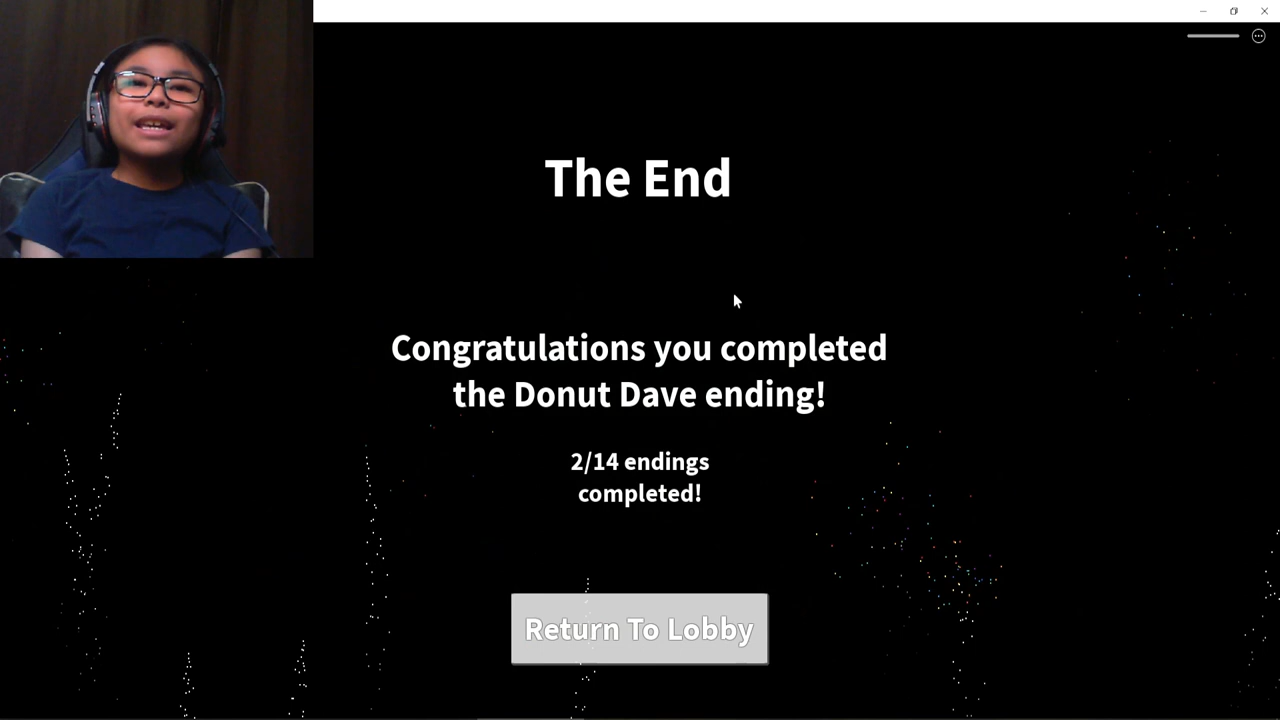 The End
Congratulations you completed
the Donut Dave ending!
2/14 endings
completed!
Return To Lobby